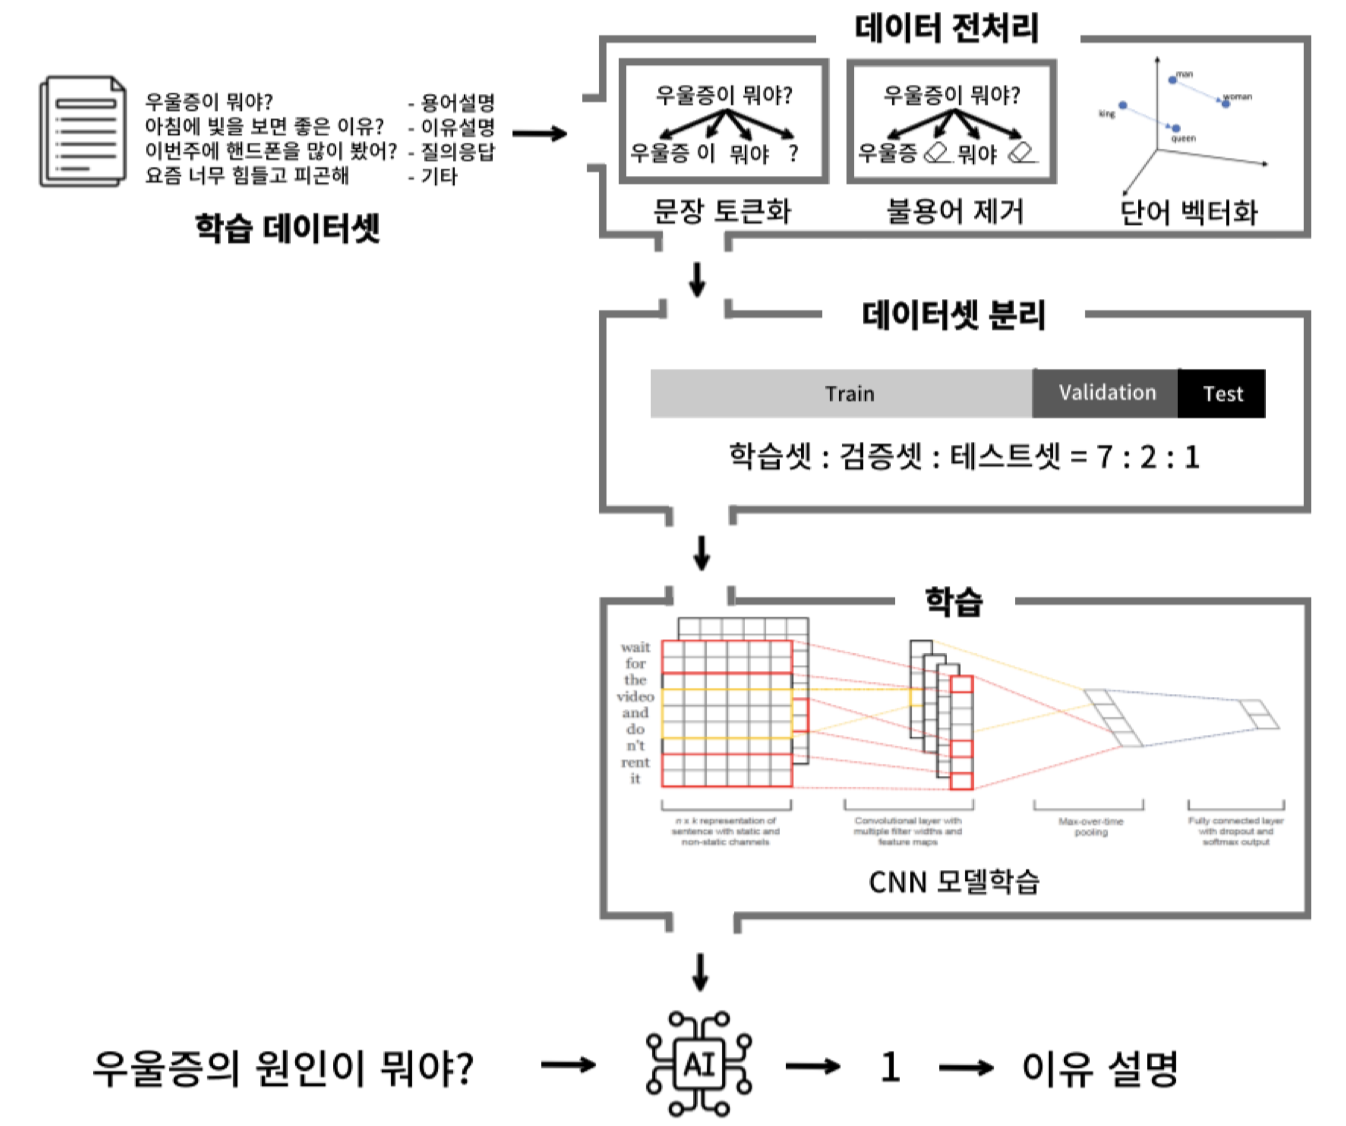 데이터 전처리
우울증이 뭐야? - 용어설명
아침에 빛을 보면 좋은 이유? - 이유설명
이번주에 핸드폰을 많이 봤어? - 질의응답
요즘 너무 힘들고 피곤해 - 기타
학습 데이터셋
우울증이 뭐야?
우울증 이 뭐야 ?
문장 토큰화
우울증이 뭐야?
우울증 뭐야
불용어 제거
man
woman
king
queen
단어 벡터화
데이터셋 분리
Train Validation Test
학습셋 : 검증셋 : 테스트셋 = 7 : 2 : 1
학습
wait
for
the
video
and
do
n't
rent
it
n x k representation of
sentence with static and
non-static channels
Convolutional layer with
multiple filter widths and
feature maps
Max-over-time
pooling
Fully connected layer
with dropout and
softmax output
CNN 모델학습
우울증의 원인이 뭐야?
AI
1
이유 설명